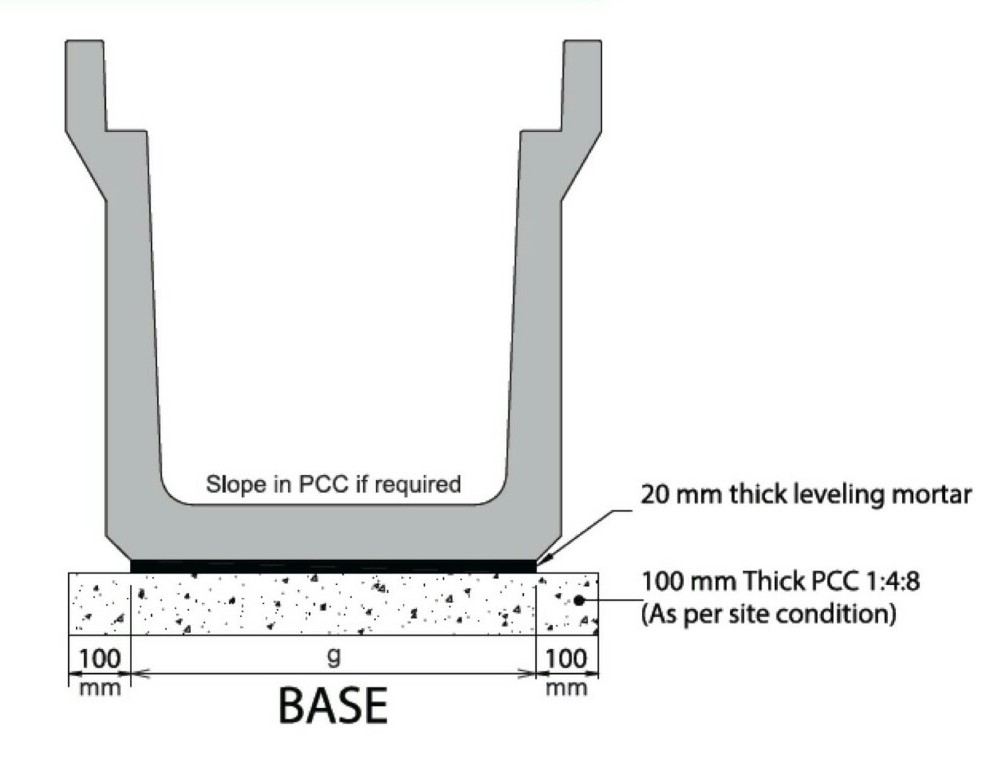 Slope in PCC if required
20 mm thick leveling mortar
100 mm Thick PCC 1:4:8
(As per site condition)
100
mm
g
100
mm
BASE